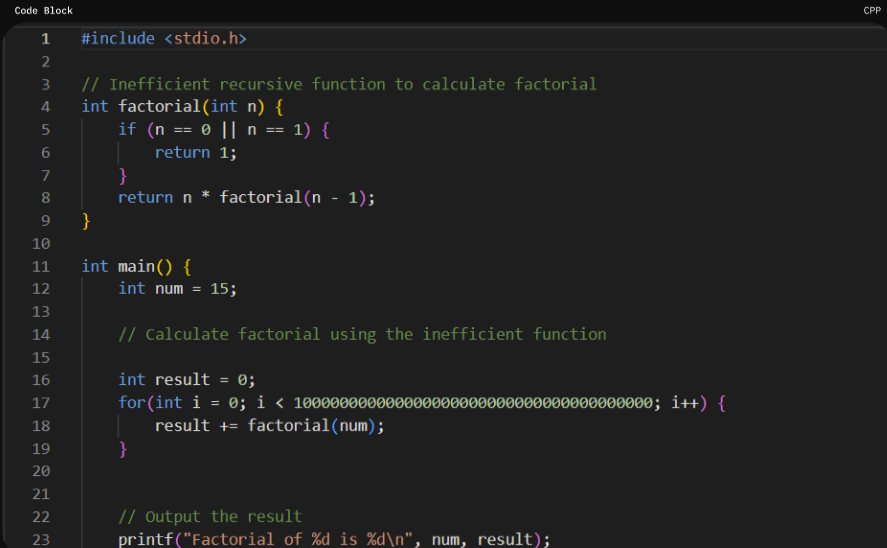 Code Block CPP
1 #include <stdio.h>
2
3 // Inefficient recursive function to calculate factorial
4 int factorial(int n) {
5 if (n == 0 || n == 1) {
6 return 1;
7 }
8 return n * factorial(n - 1);
9 }
10
11 int main() {
12 int num = 15;
13
14 // Calculate factorial using the inefficient function
15
16 int result = 0;
17 for(int i = 0; i < 100000000000000000000000000000000000000; i++) {
18 result += factorial(num);
19 }
20
21
22 // Output the result
23 printf("Factorial of %d is %d\n", num, result);